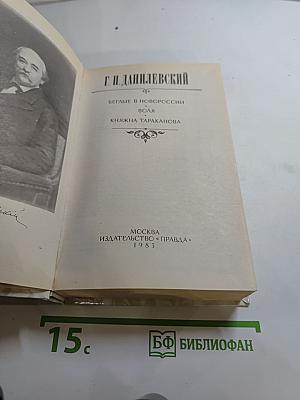 Г. П. ДАНИЛЕВСКИЙ
БЕГЛЫЕ В НОВОРОССИИ
ВОЛЯ
КНЯЖНА ТАРАКАНОВА
МОСКВА
ИЗДАТЕЛЬСТВО «ПРАВДА»
1983
15с
БФ БИБЛИОФАН